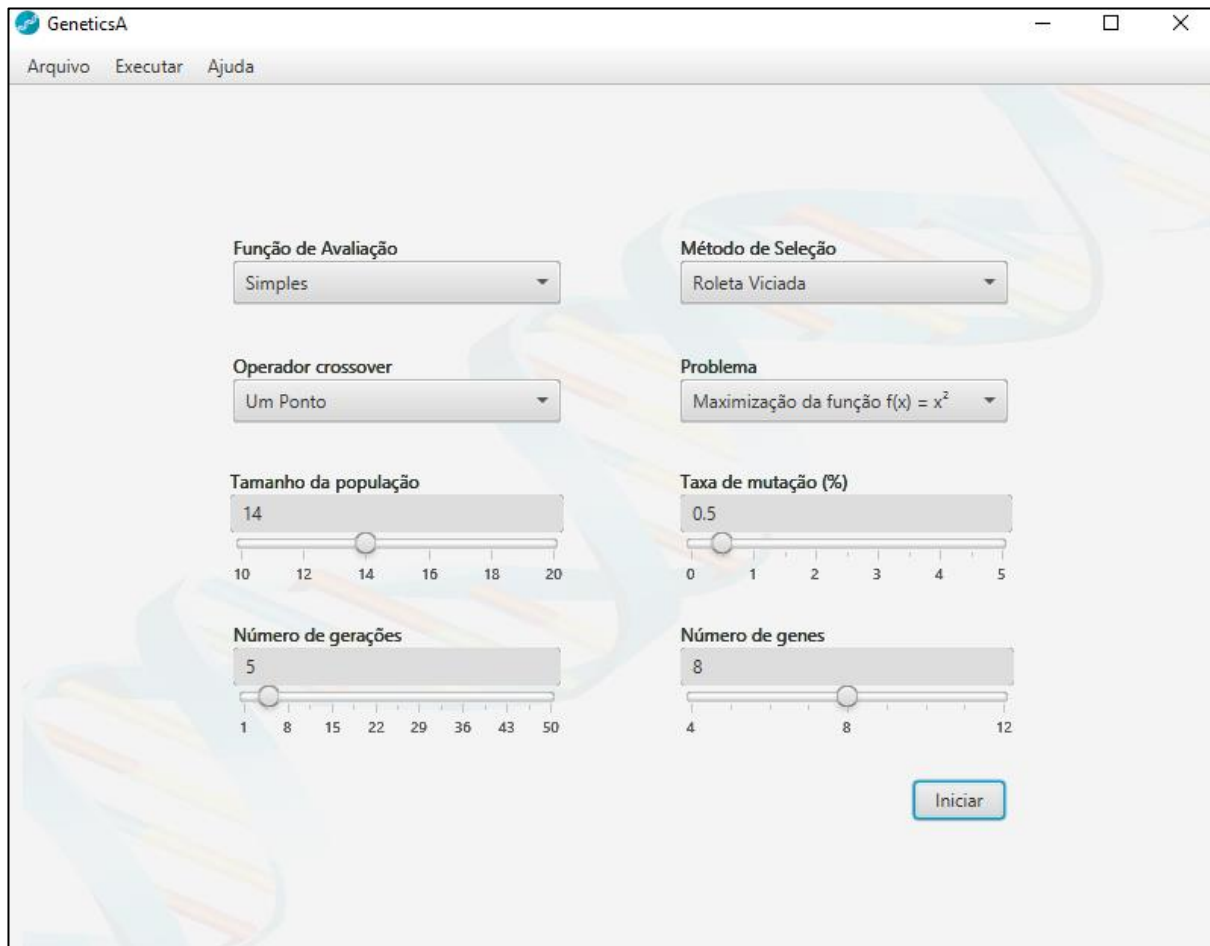 GeneticsA
Arquivo Executar Ajuda
Função de Avaliação Método de Seleção
Simples Roleta Viciada
Operador crossover Problema
Um Ponto Maximização da função f(x) = x²
Tamanho da população Taxa de mutação (%)
14 0.5
10 12 14 16 18 20 0 1 2 3 4 5
Número de gerações Número de genes
5 8
1 8 15 22 29 36 43 50 4 8 12
Iniciar